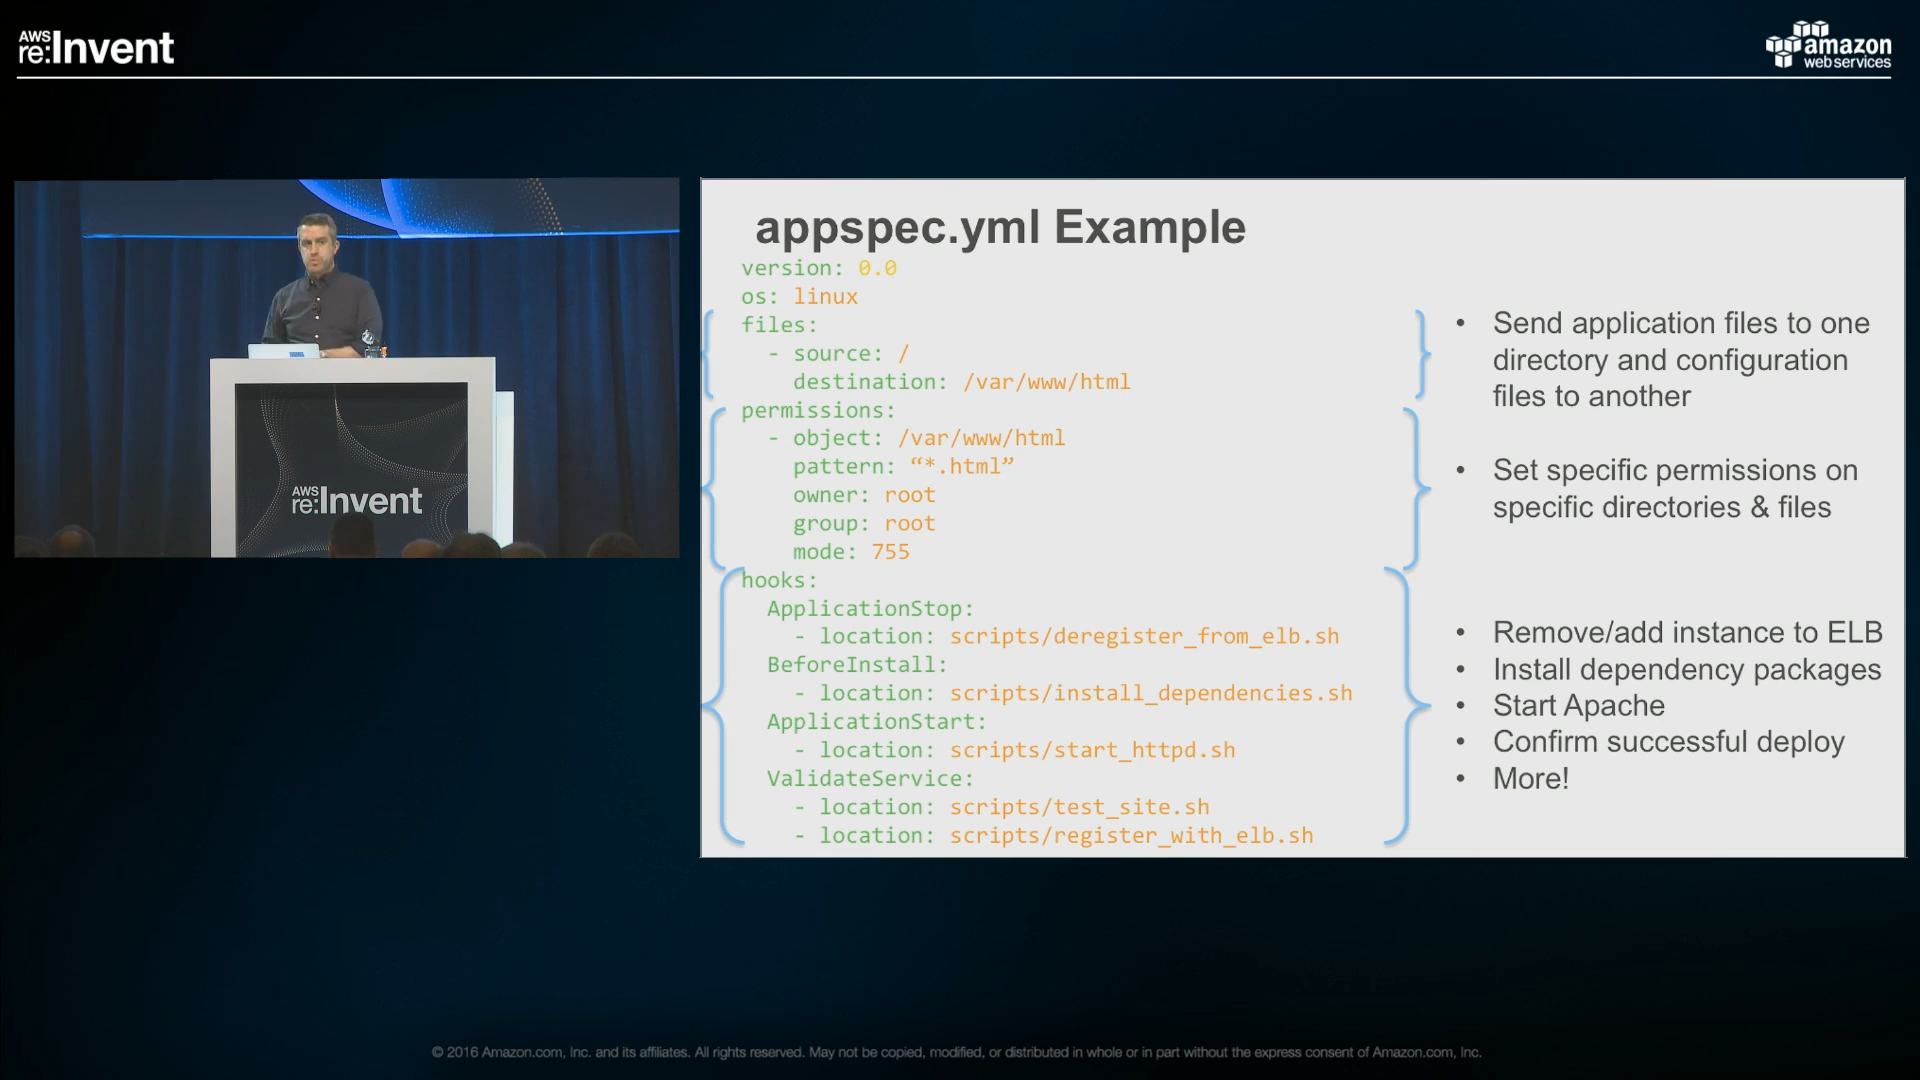 AWS
re:Invent
amazon
web services
AWS
re:Invent
appspec.yml Example
version: 0.0
os: linux
files:
- source: /
destination: /var/www/html
permissions:
- object: /var/www/html
pattern: “*.html”
owner: root
group: root
mode: 755
hooks:
ApplicationStop:
- location: scripts/deregister_from_elb.sh
BeforeInstall:
- location: scripts/install_dependencies.sh
ApplicationStart:
- location: scripts/start_httpd.sh
ValidateService:
- location: scripts/test_site.sh
- location: scripts/register_with_elb.sh
• Send application files to one
directory and configuration
files to another
• Set specific permissions on
specific directories & files
• Remove/add instance to ELB
• Install dependency packages
• Start Apache
• Confirm successful deploy
• More!
© 2016 Amazon.com, Inc. and its affiliates. All rights reserved. May not be copied, modified, or distributed in whole or in part without the express consent of Amazon.com, Inc.